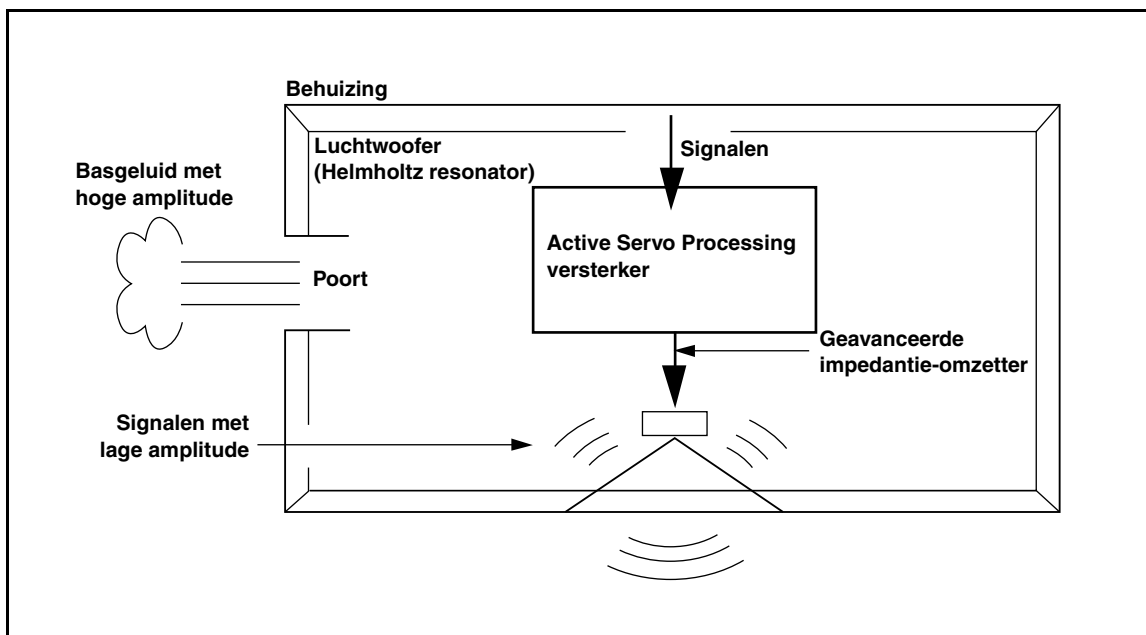 Behuizing
Luchtwoofer
(Helmholtz resonator)
Signalen
Basgeluid met
hoge amplitude
Active Servo Processing
versterker
Poort
Geavanceerde
impedantie-omzetter
Signalen met
lage amplitude